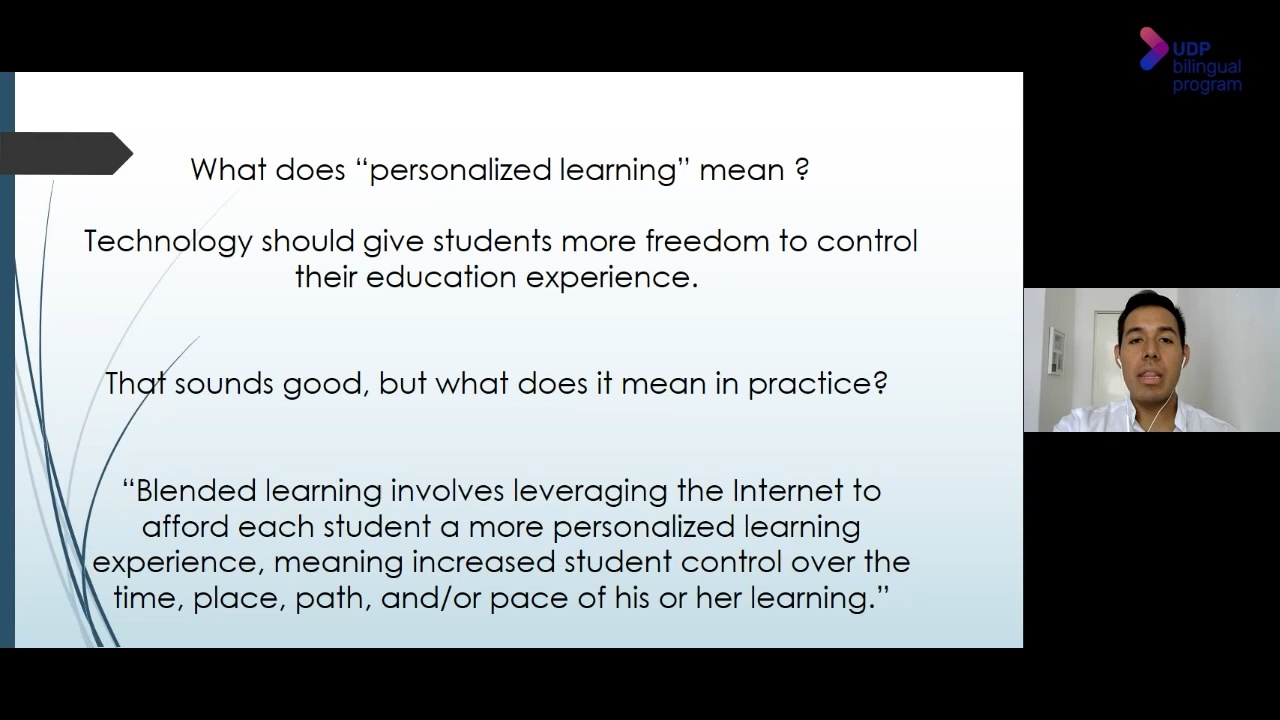 UDP
bilingual
program
What does “personalized learning” mean ?
Technology should give students more freedom to control
their education experience.
That sounds good, but what does it mean in practice?
“Blended learning involves leveraging the Internet to
afford each student a more personalized learning
experience, meaning increased student control over the
time, place, path, and/or pace of his or her learning.”